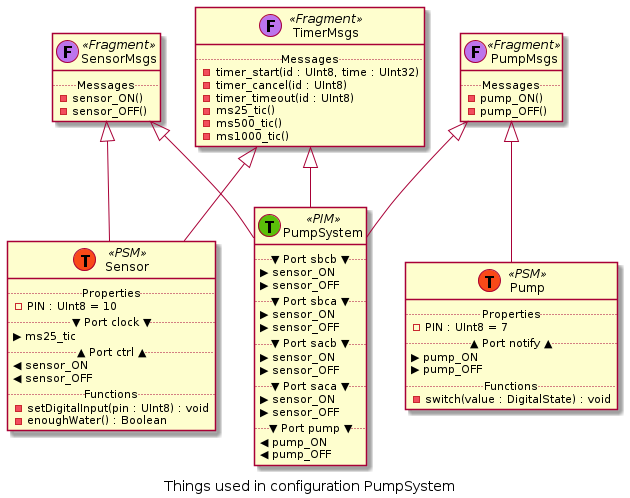 F «Fragment»
SensorMsgs
Messages
sensor_ON()
sensor_OFF()
F «Fragment»
TimerMsgs
Messages
timer_start(id : UInt8, time : UInt32)
timer_cancel(id : UInt8)
timer_timeout(id : UInt8)
ms25_tic()
ms500_tic()
ms1000_tic()
F «Fragment»
PumpMsgs
Messages
pump_ON()
pump_OFF()
T «PSM»
Sensor
Properties
PIN : UInt8 = 10
▼ Port clock ▼
▶ ms25_tic
▲ Port ctrl ▲
◀ sensor_ON
◀ sensor_OFF
Functions
setDigitalInput(pin : UInt8) : void
enoughWater() : Boolean
T «PIM»
PumpSystem
▼ Port sbcb ▼
▶ sensor_ON
▶ sensor_OFF
▼ Port sbca ▼
▶ sensor_ON
▶ sensor_OFF
▼ Port sacb ▼
▶ sensor_ON
▶ sensor_OFF
▼ Port saca ▼
▶ sensor_ON
▶ sensor_OFF
▼ Port pump ▼
◀ pump_ON
◀ pump_OFF
T «PSM»
Pump
Properties
PIN : UInt8 = 7
▲ Port notify ▲
▶ pump_ON
▶ pump_OFF
Functions
switch(value : DigitalState) : void
Things used in configuration PumpSystem